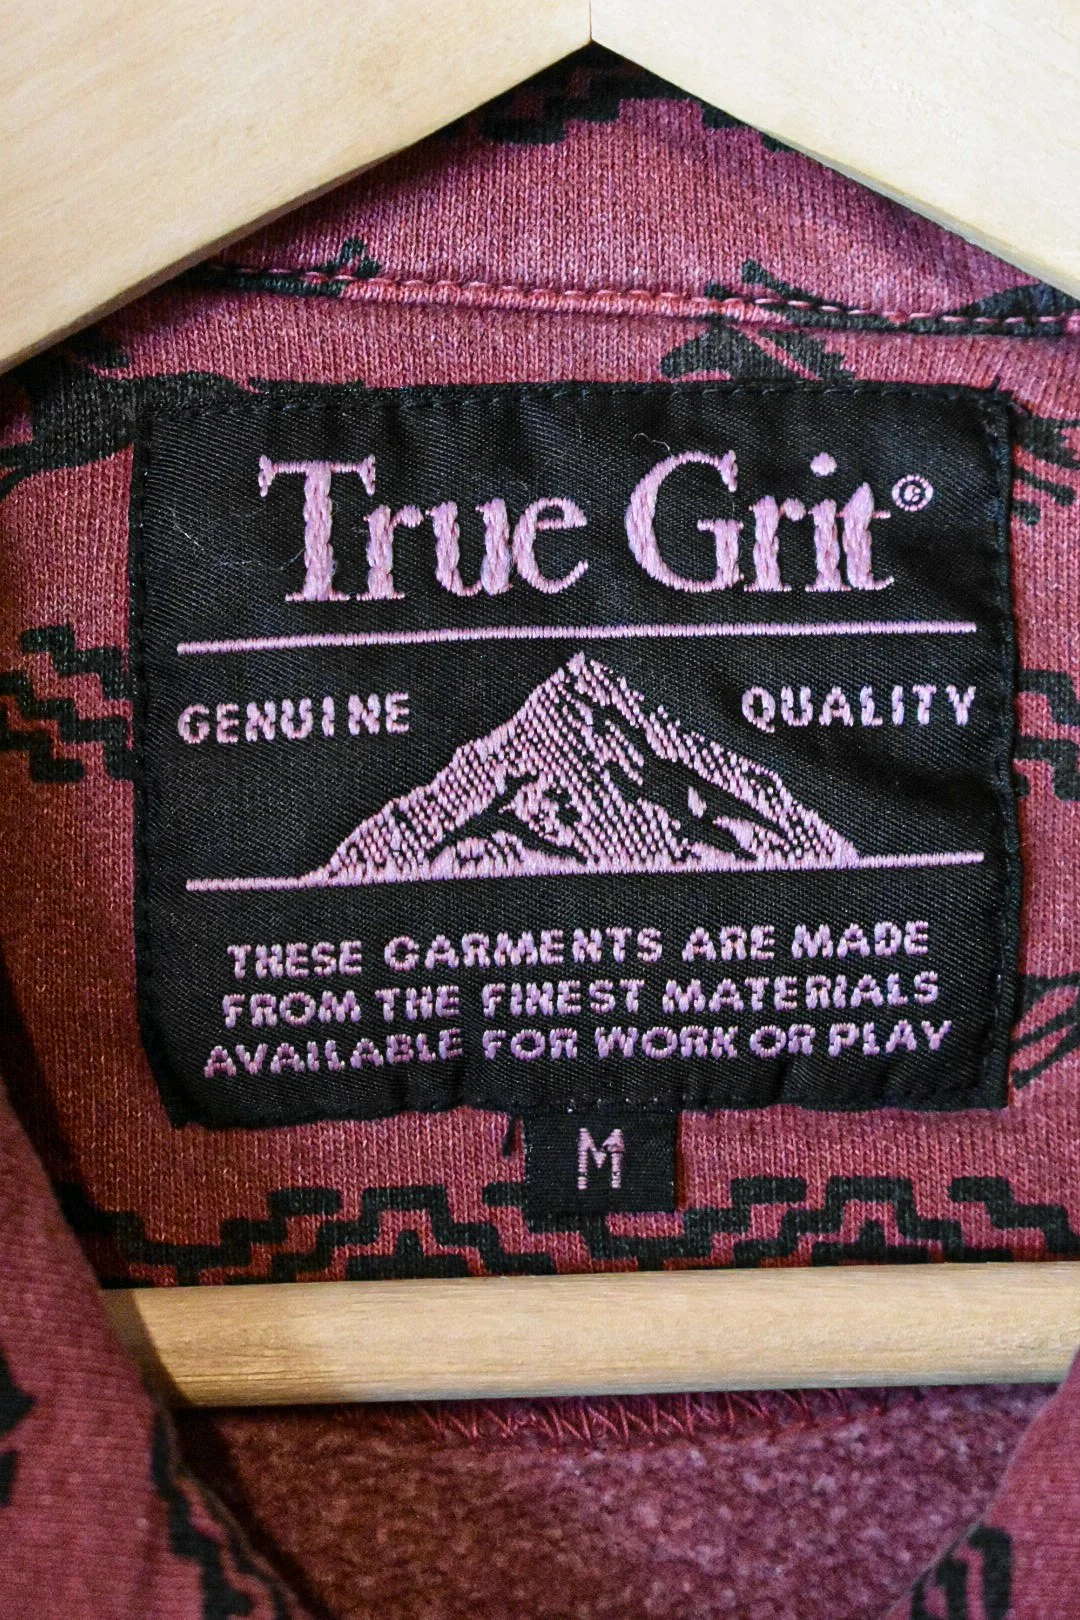 True Grit®
GENUINE QUALITY
THESE GARMENTS ARE MADE
FROM THE FINEST MATERIALS
AVAILABLE FOR WORK OR PLAY
M